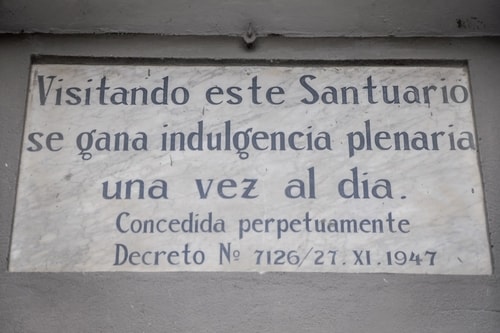 Visitando este Santuario
se gana indulgencia plenaria
una vez al dia.
Concedida perpetuamente
Decreto Nº 7126/27.XI.1947